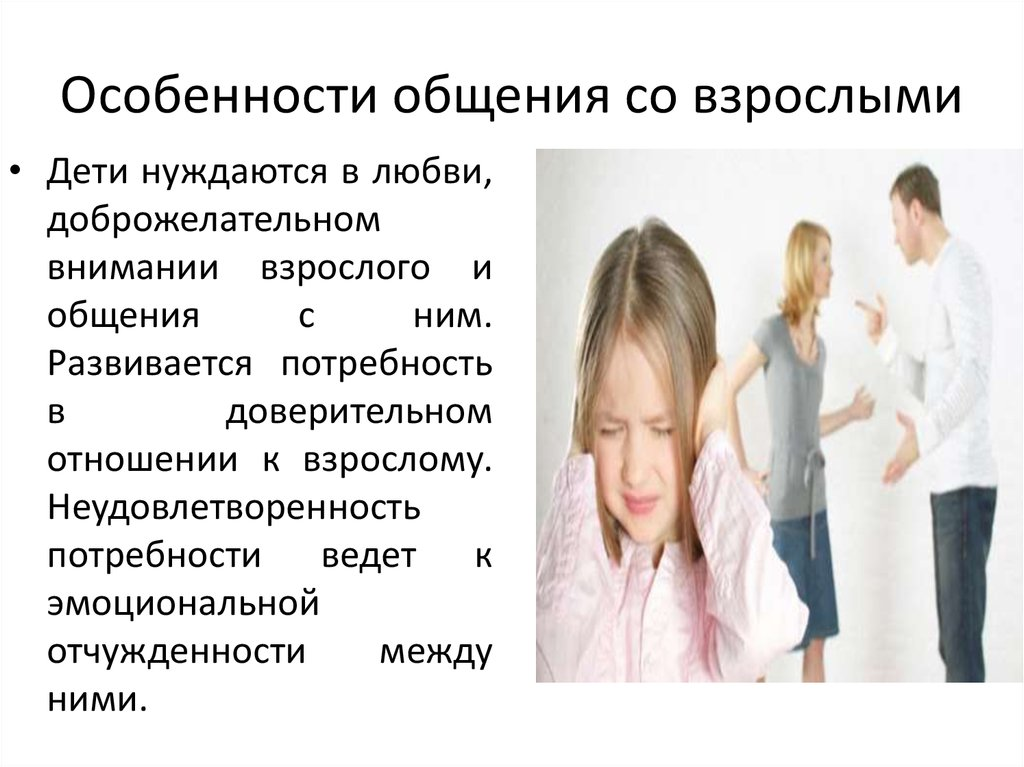 Особенности общения со взрослыми
• Дети нуждаются в любви,
доброжелательном
внимании взрослого и
общения с ним.
Развивается потребность
в доверительном
отношении к взрослому.
Неудовлетворенность
потребности ведет к
эмоциональной
отчужденности между
ними.